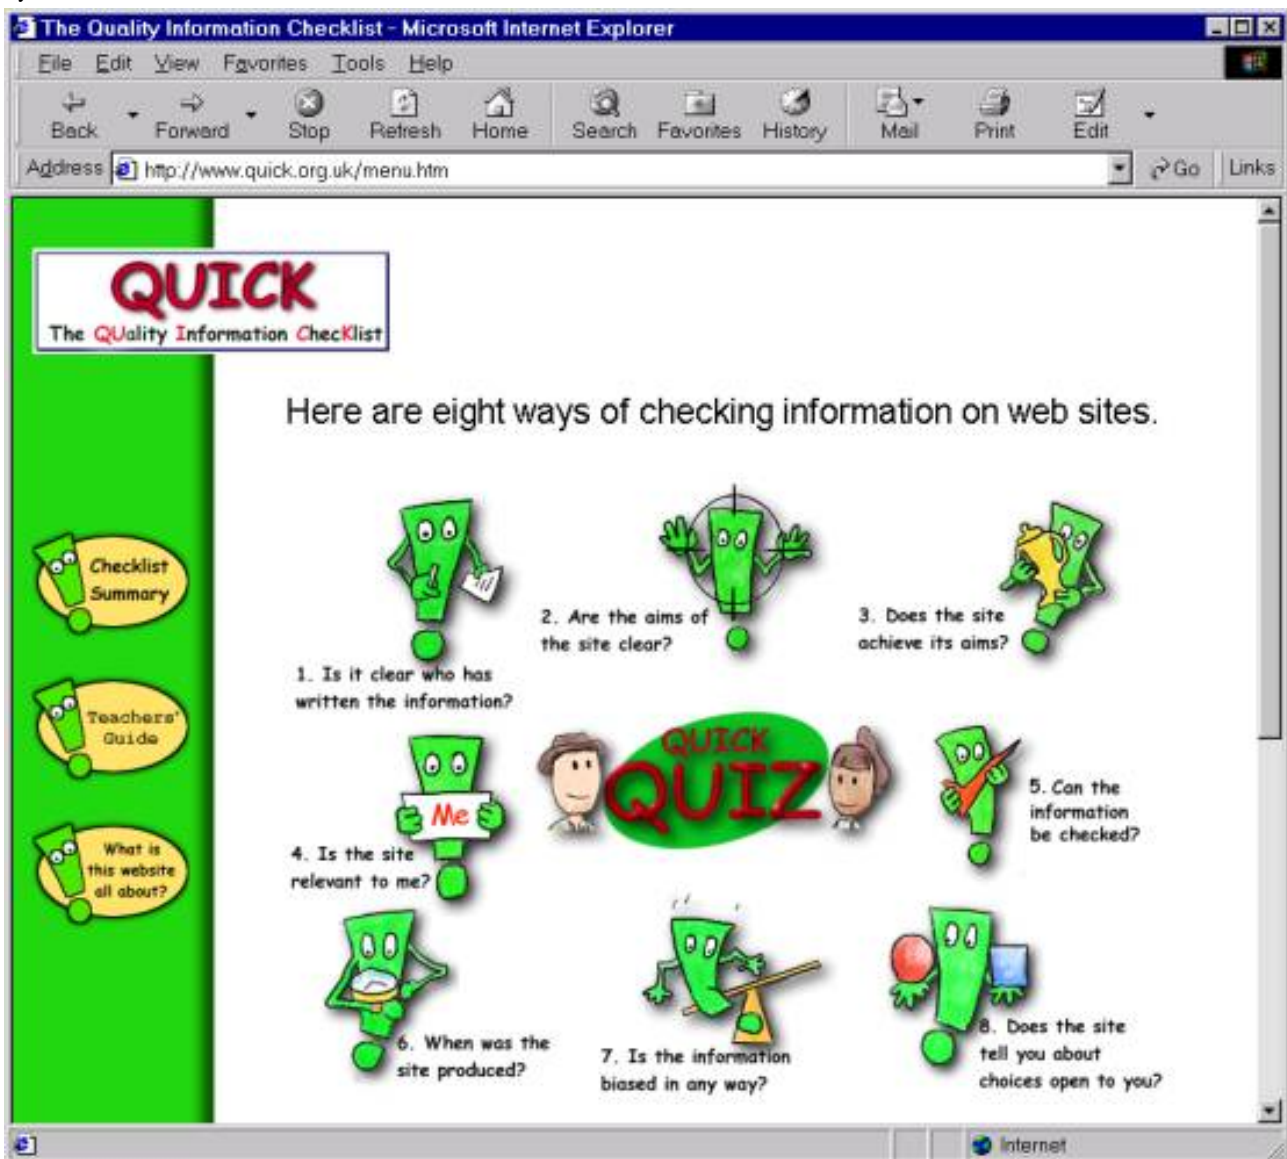 The Quality Information Checklist - Microsoft Internet Explorer
File Edit View Favorites Tools Help
Back Forward Stop Refresh Home Search Favorites History Mail Print Edit
Address http://www.quick.org.uk/menu.htm Go Links
QUICK
The QUality Information ChecKlist
Here are eight ways of checking information on web sites.
Checklist
Summary
Teachers'
Guide
What is
this website
all about?
1. Is it clear who has
written the information?
2. Are the aims of
the site clear?
3. Does the site
achieve its aims?
Me
4. Is the site
relevant to me?
QUICK
QUIZ
5. Can the
information
be checked?
6. When was the
site produced?
7. Is the information
biased in any way?
8. Does the site
tell you about
choices open to you?
Internet